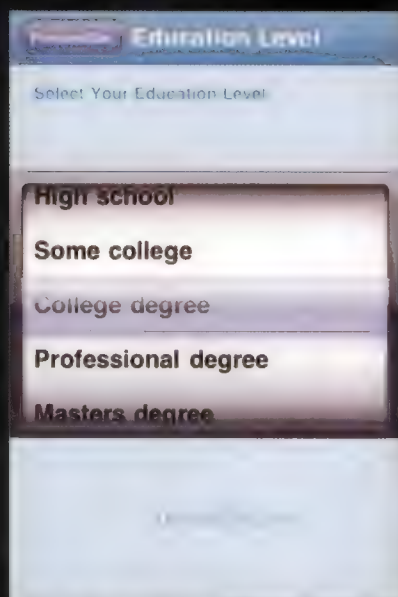 Education Level
Select Your Education Level
High school
Some college
College degree
Professional degree
Masters degree